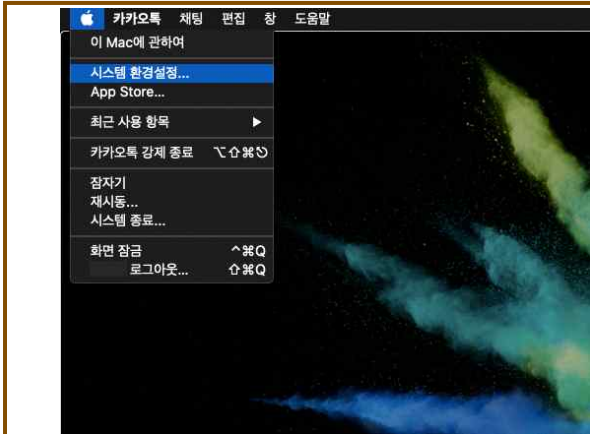 카카오톡 채팅 편집 창 도움말
이 Mac에 관하여
시스템 환경설정...
App Store...
최근 사용 항목 ▶
카카오톡 강제 종료 ⌥⇧⌘⎋
잠자기
재시동...
시스템 종료...
화면 잠금 ^⌘Q
로그아웃... ⇧⌘Q